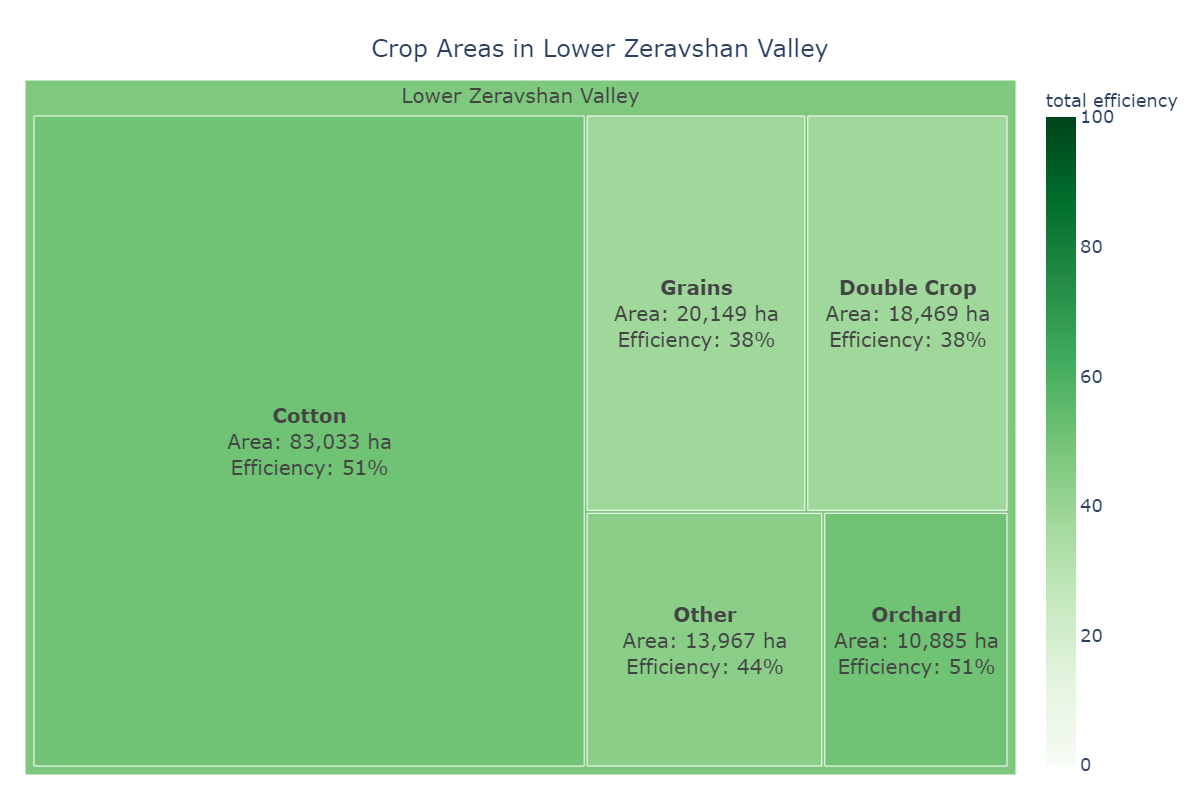 Crop Areas in Lower Zeravshan Valley
Lower Zeravshan Valley
Cotton
Area: 83,033 ha
Efficiency: 51%
Grains
Area: 20,149 ha
Efficiency: 38%
Double Crop
Area: 18,469 ha
Efficiency: 38%
Other
Area: 13,967 ha
Efficiency: 44%
Orchard
Area: 10,885 ha
Efficiency: 51%
total efficiency
100
80
60
40
20
0